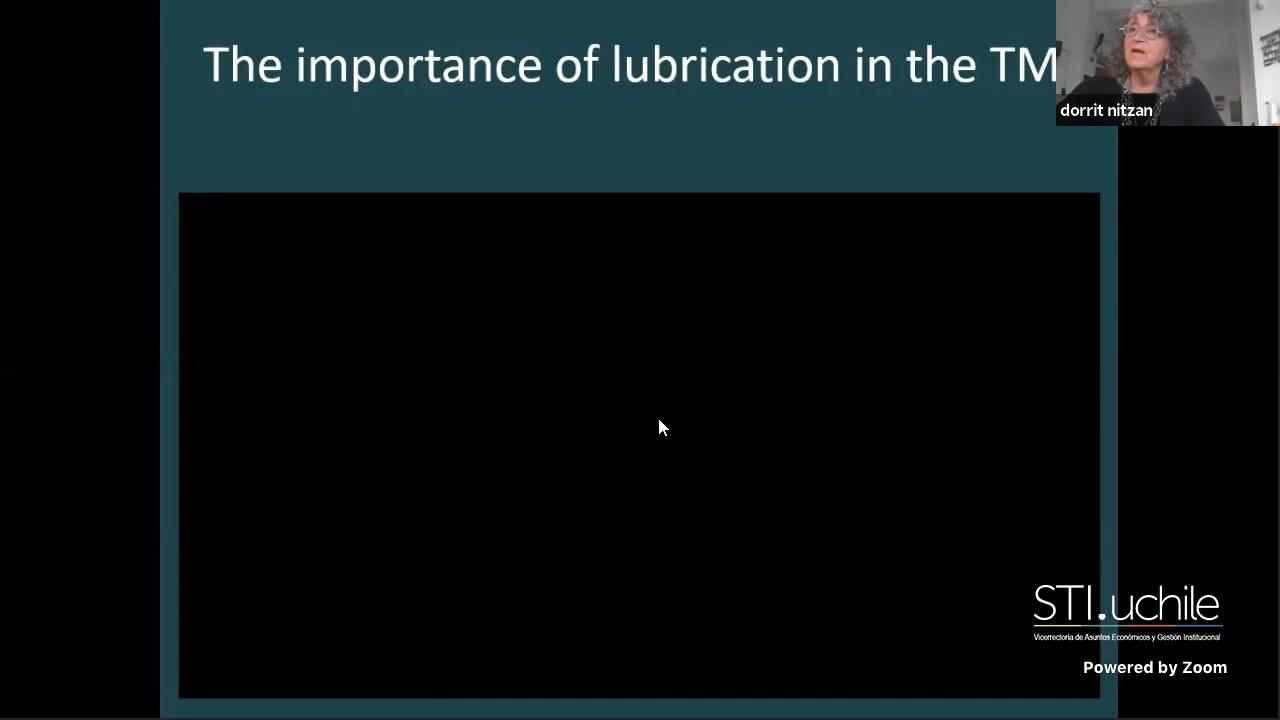 The importance of lubrication in the TM
dorrit nitzan
STI.uchile
Vicerrectoría de Asuntos Económicos y Gestión Institucional
Powered by Zoom